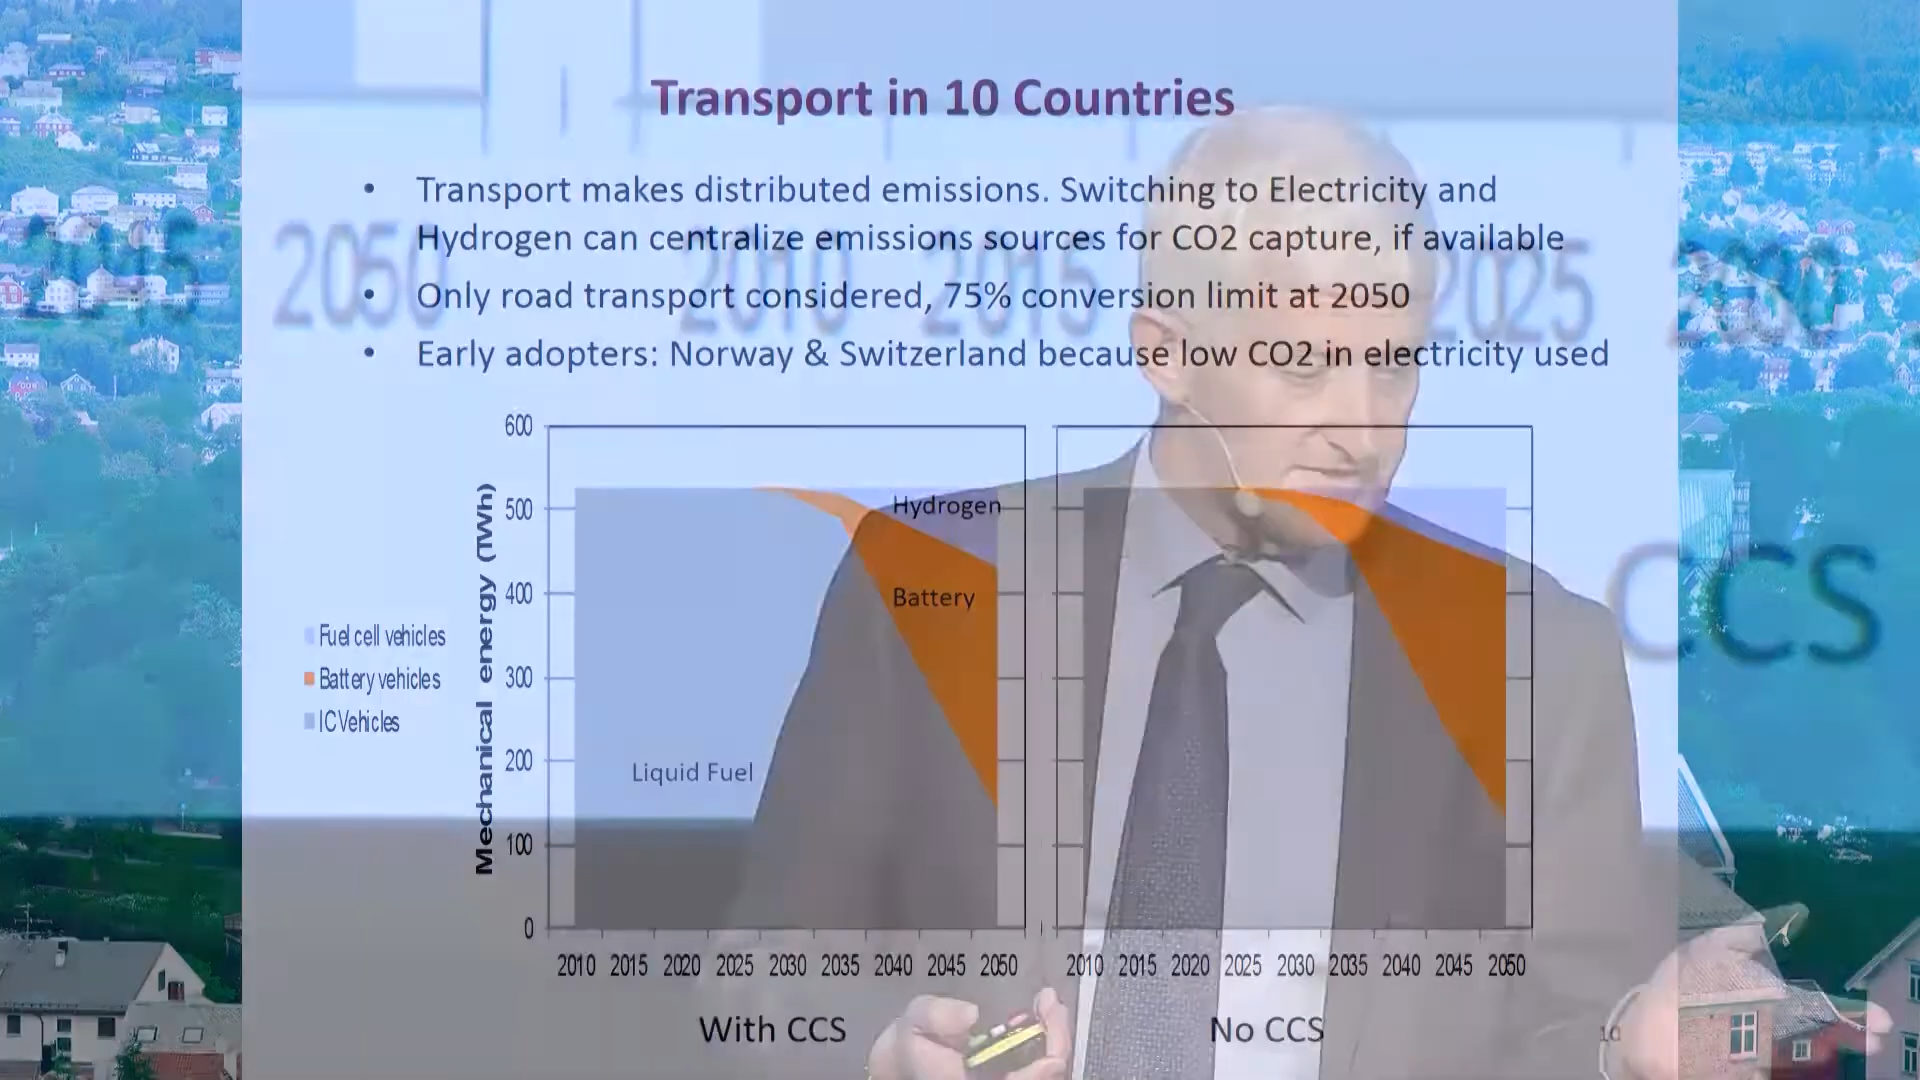 Transport in 10 Countries
• Transport makes distributed emissions. Switching to Electricity and
Hydrogen can centralize emissions sources for CO2 capture, if available
• Only road transport considered, 75% conversion limit at 2050
• Early adopters: Norway & Switzerland because low CO2 in electricity used
2050 2010 2015 2025 2030
CCS
Mechanical energy (TWh)
600
500
400
300
200
100
0
Fuel cell vehicles
Battery vehicles
IC Vehicles
Hydrogen
Battery
Liquid Fuel
2010 2015 2020 2025 2030 2035 2040 2045 2050
2010 2015 2020 2025 2030 2035 2040 2045 2050
With CCS
No CCS
10